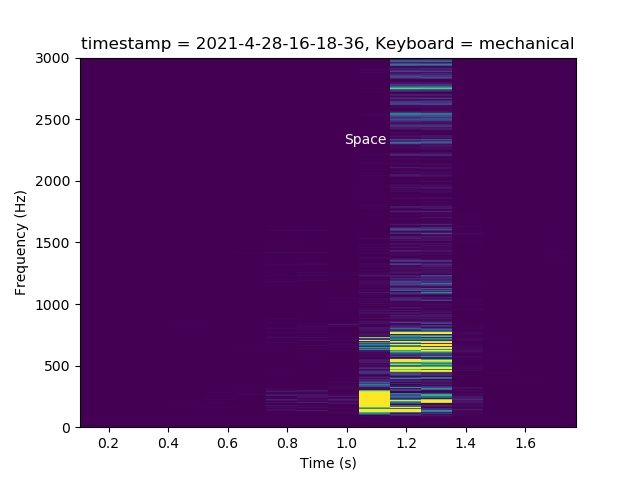 timestamp = 2021-4-28-16-18-36, Keyboard = mechanical
3000
2500
Space
2000
1500
1000
500
0
Frequency (Hz)
0.2 0.4 0.6 0.8 1.0 1.2 1.4 1.6
Time (s)